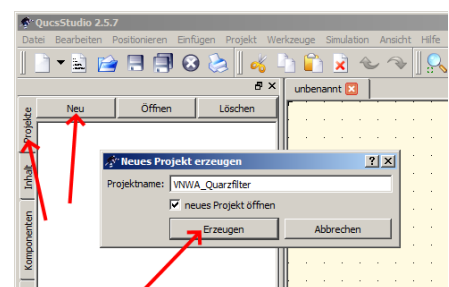 QucsStudio 2.5.7
Datei Bearbeiten Positionieren Einfügen Projekt Werkzeuge Simulation Ansicht Hilfe
unbenannt
Neu Öffnen Löschen
Projekte
Inhalt
Komponenten
Neues Projekt erzeugen
Projektname: VNWA_Quarzfilter
neues Projekt öffnen
Erzeugen Abbrechen